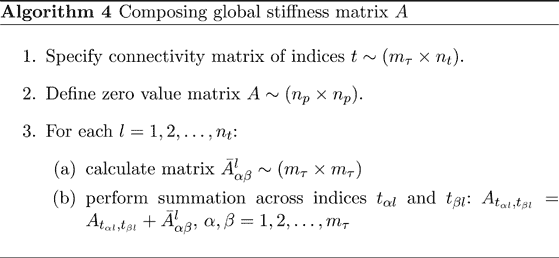 Algorithm 4 Composing global stiffness matrix A
1. Specify connectivity matrix of indices t ∼ (m_τ × n_t).
2. Define zero value matrix A ∼ (n_p × n_p).
3. For each l = 1, 2, . . . , n_t:
(a) calculate matrix Ā^l_{αβ} ∼ (m_τ × m_τ)
(b) perform summation across indices t_{αl} and t_{βl}: A_{t_{αl},t_{βl}} =
A_{t_{αl},t_{βl}} + Ā^l_{αβ}, α, β = 1, 2, . . . , m_τ